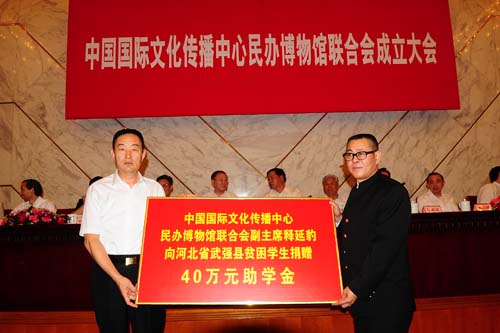 中国国际文化传播中心民办博物馆联合会成立大会
中国国际文化传播中心
民办博物馆联合会副主席释延豹
向河北省武强县贫困学生捐赠
40万元助学金